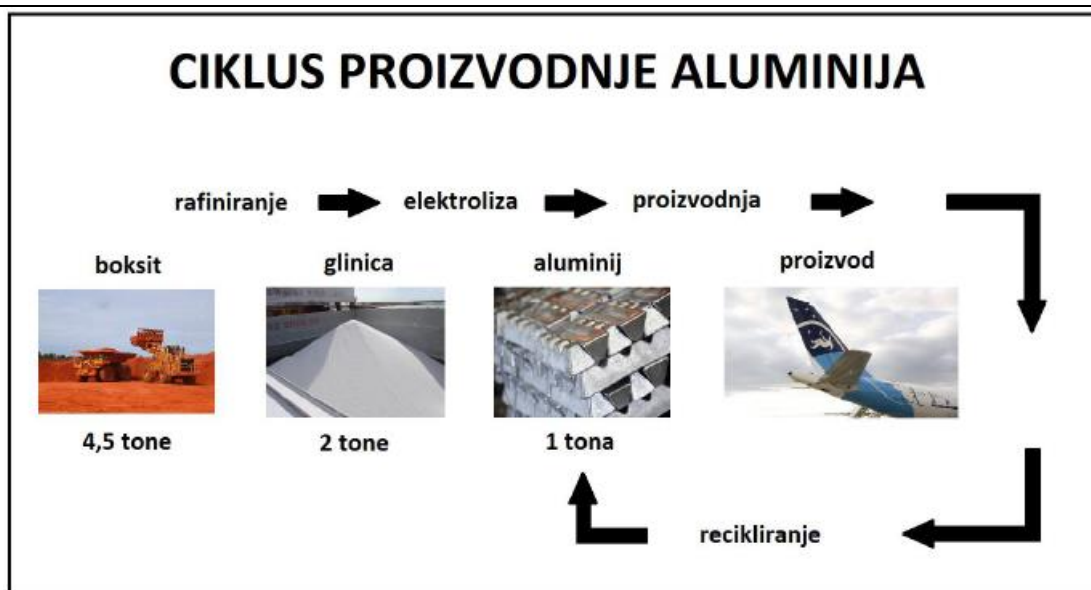 CIKLUS PROIZVODNJE ALUMINIJA
rafiniranje elektroliza proizvodnja
boksit glinica aluminij proizvod
4,5 tone 2 tone 1 tona
recikliranje